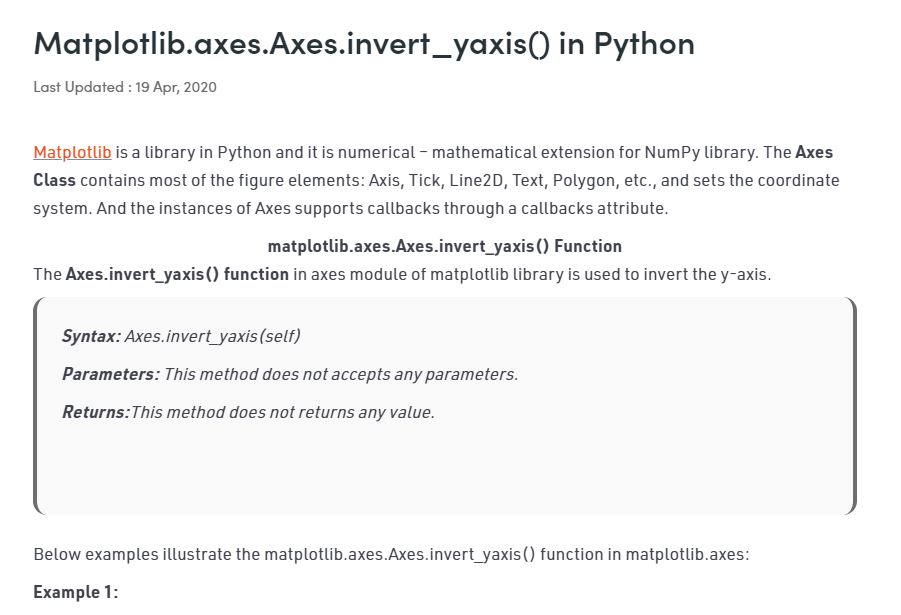 Matplotlib.axes.Axes.invert_yaxis() in Python
Last Updated : 19 Apr, 2020
Matplotlib is a library in Python and it is numerical – mathematical extension for NumPy library. The Axes
Class contains most of the figure elements: Axis, Tick, Line2D, Text, Polygon, etc., and sets the coordinate
system. And the instances of Axes supports callbacks through a callbacks attribute.
matplotlib.axes.Axes.invert_yaxis() Function
The Axes.invert_yaxis() function in axes module of matplotlib library is used to invert the y-axis.
Syntax: Axes.invert_yaxis(self)
Parameters: This method does not accepts any parameters.
Returns:This method does not returns any value.
Below examples illustrate the matplotlib.axes.Axes.invert_yaxis() function in matplotlib.axes:
Example 1: